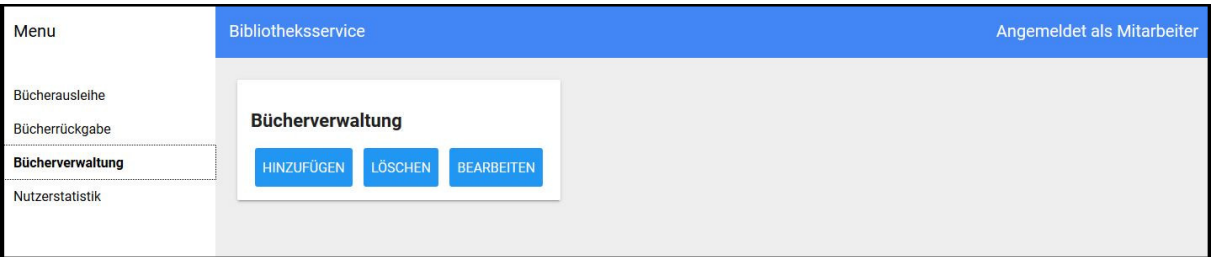 Menu
Bibliotheksservice
Angemeldet als Mitarbeiter
Bücherausleihe
Bücherrückgabe
Bücherverwaltung
Nutzerstatistik
Bücherverwaltung
HINZUFÜGEN LÖSCHEN BEARBEITEN